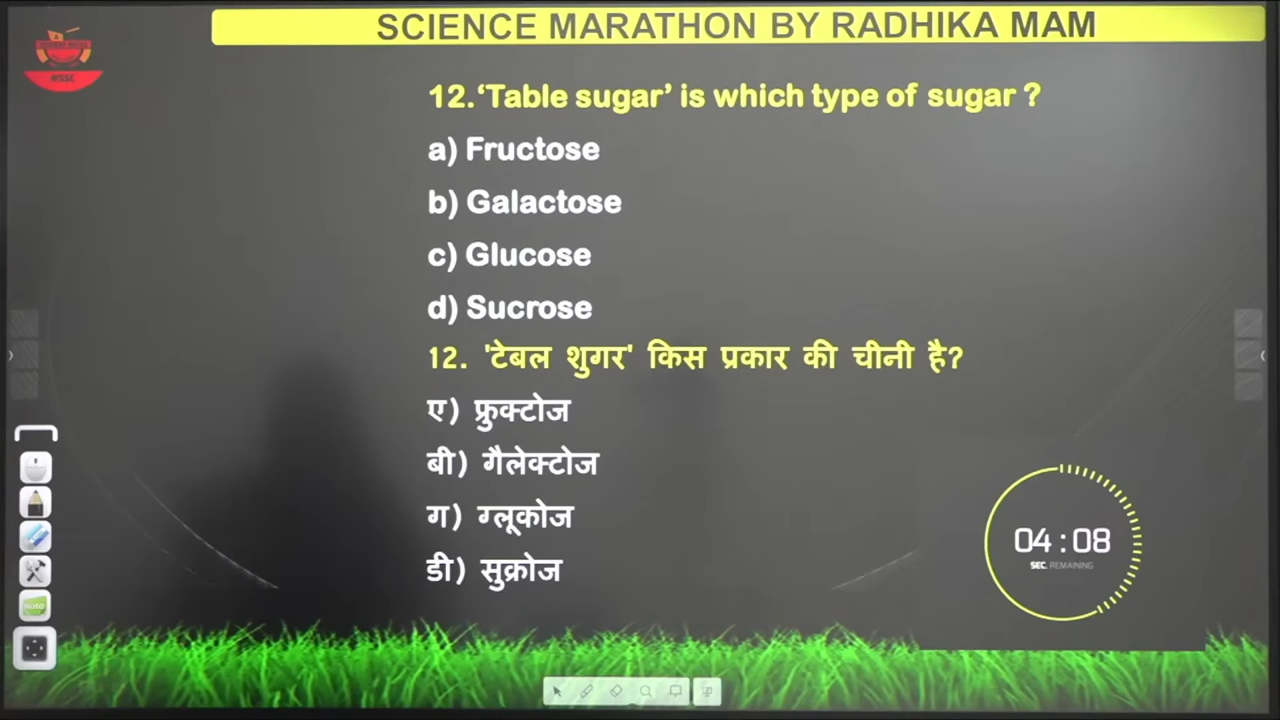 SCIENCE MARATHON BY RADHIKA MAM
12.‘Table sugar’ is which type of sugar ?
a) Fructose
b) Galactose
c) Glucose
d) Sucrose
12. 'टेबल शुगर' किस प्रकार की चीनी है?
ए) फ्रुक्टोज
बी) गैलेक्टोज
ग) ग्लूकोज
डी) सुक्रोज
04 : 08
SEC. REMAINING
Note